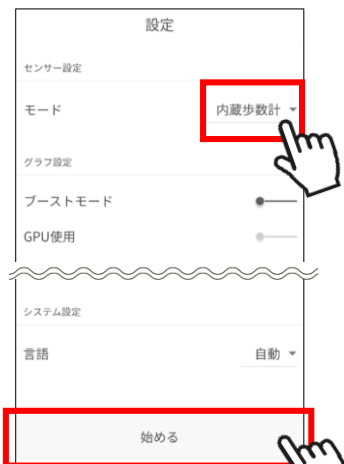 設定
センサー設定
モード 内蔵歩数計
グラフ設定
ブーストモード
GPU使用
システム設定
言語 自動
始める